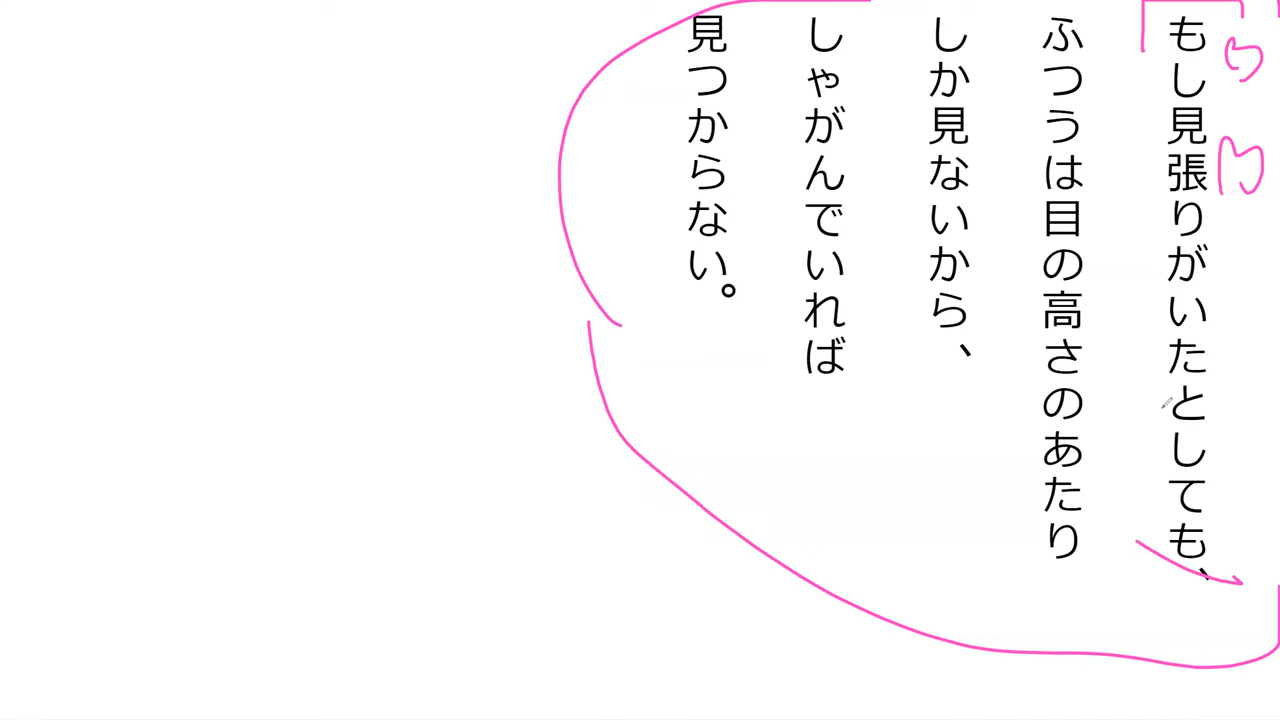 もし見張りがいたとしても、
ふつうは目の高さのあたり
しか見ないから、
しゃがんでいれば
見つからない。